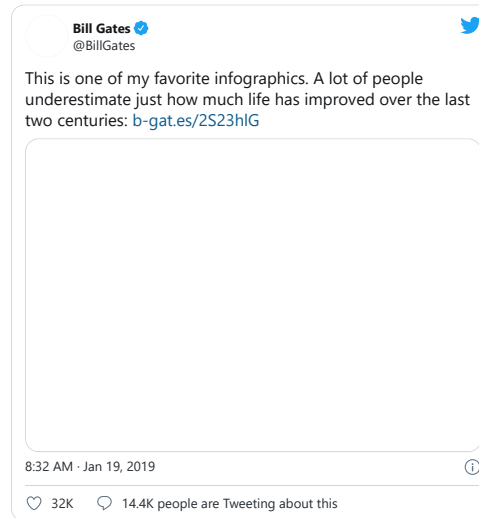 Bill Gates
@BillGates
This is one of my favorite infographics. A lot of people
underestimate just how much life has improved over the last
two centuries: b-gat.es/2S23hlG
8:32 AM · Jan 19, 2019
32K 14.4K people are Tweeting about this